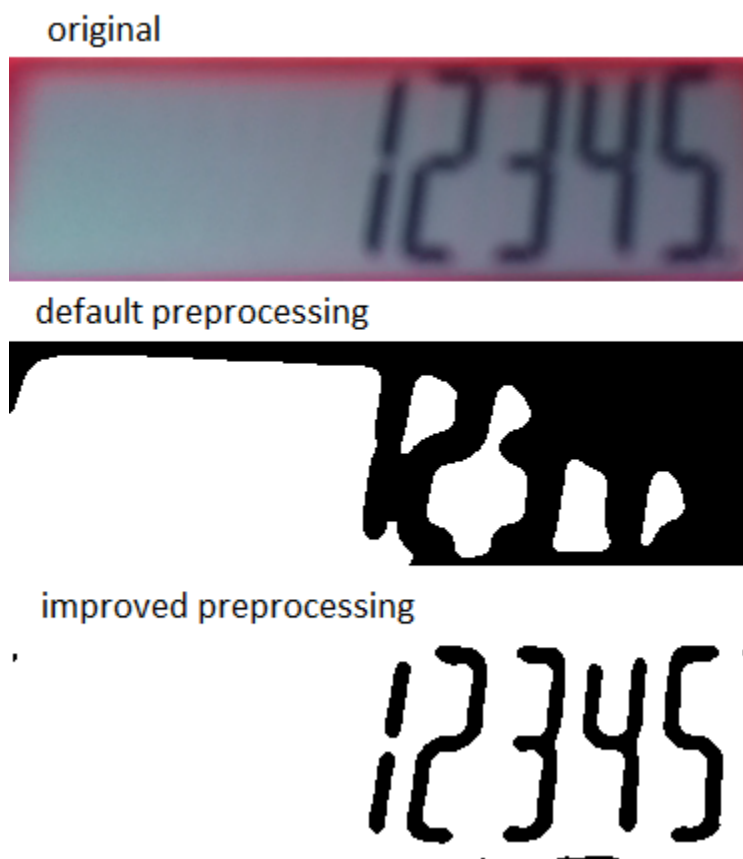 original
12345
default preprocessing
improved preprocessing
12345